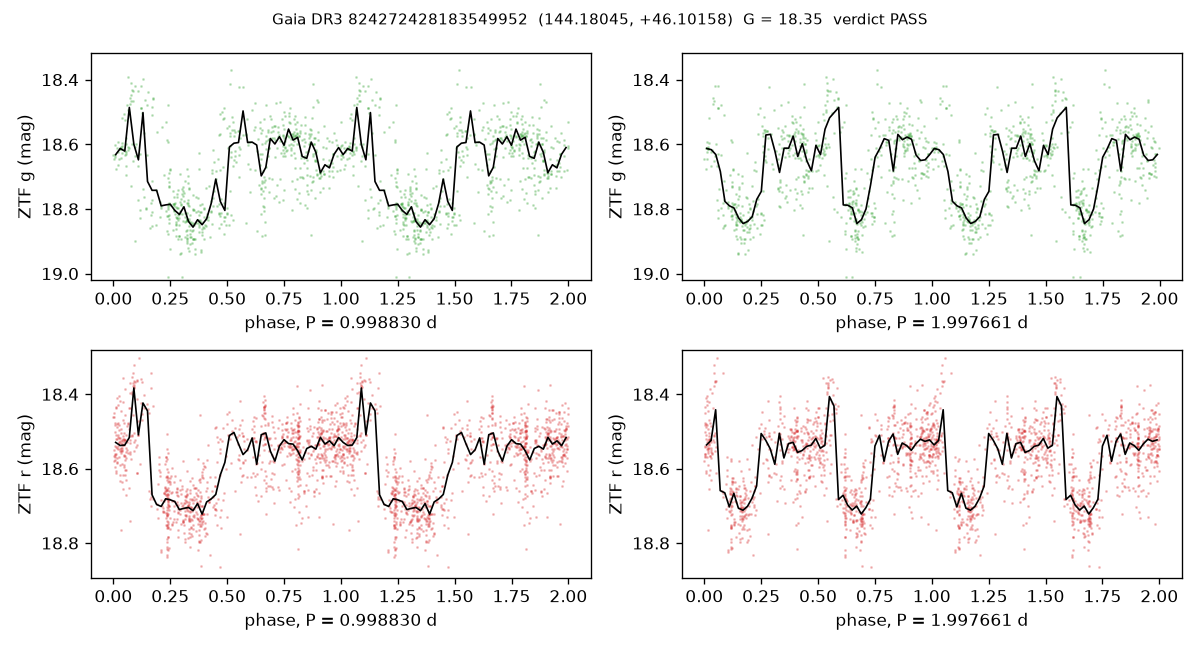 Gaia DR3 824272428183549952 (144.18045, +46.10158) G = 18.35 verdict PASS
ZTF g (mag)
18.4
18.6
18.8
19.0
0.00 0.25 0.50 0.75 1.00 1.25 1.50 1.75 2.00
phase, P = 0.998830 d
ZTF g (mag)
18.4
18.6
18.8
19.0
0.00 0.25 0.50 0.75 1.00 1.25 1.50 1.75 2.00
phase, P = 1.997661 d
ZTF r (mag)
18.4
18.6
18.8
0.00 0.25 0.50 0.75 1.00 1.25 1.50 1.75 2.00
phase, P = 0.998830 d
ZTF r (mag)
18.4
18.6
18.8
0.00 0.25 0.50 0.75 1.00 1.25 1.50 1.75 2.00
phase, P = 1.997661 d